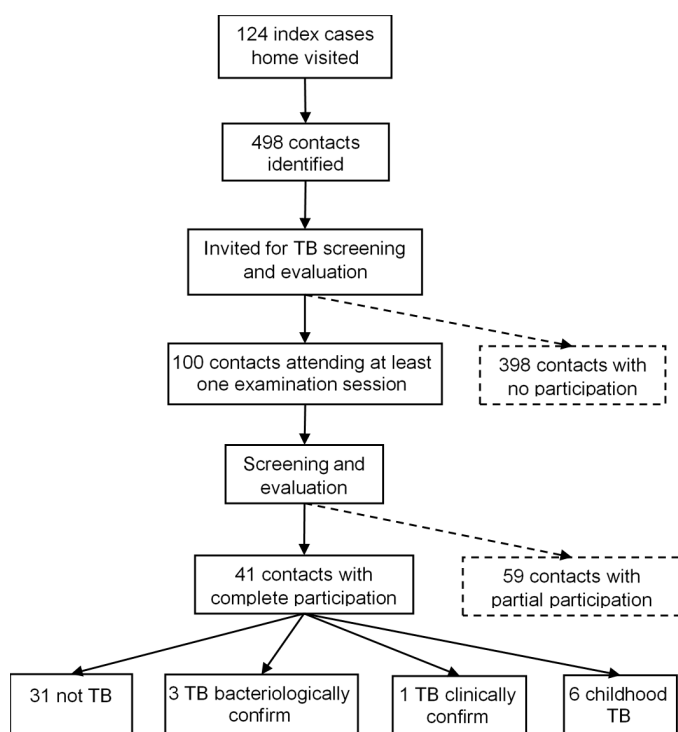 124 index cases
home visited
498 contacts
identified
Invited for TB screening
and evaluation
100 contacts attending at least
one examination session
398 contacts with
no participation
Screening and
evaluation
41 contacts with
complete participation
59 contacts with
partial participation
31 not TB
3 TB bacteriologically
confirm
1 TB clinically
confirm
6 childhood
TB